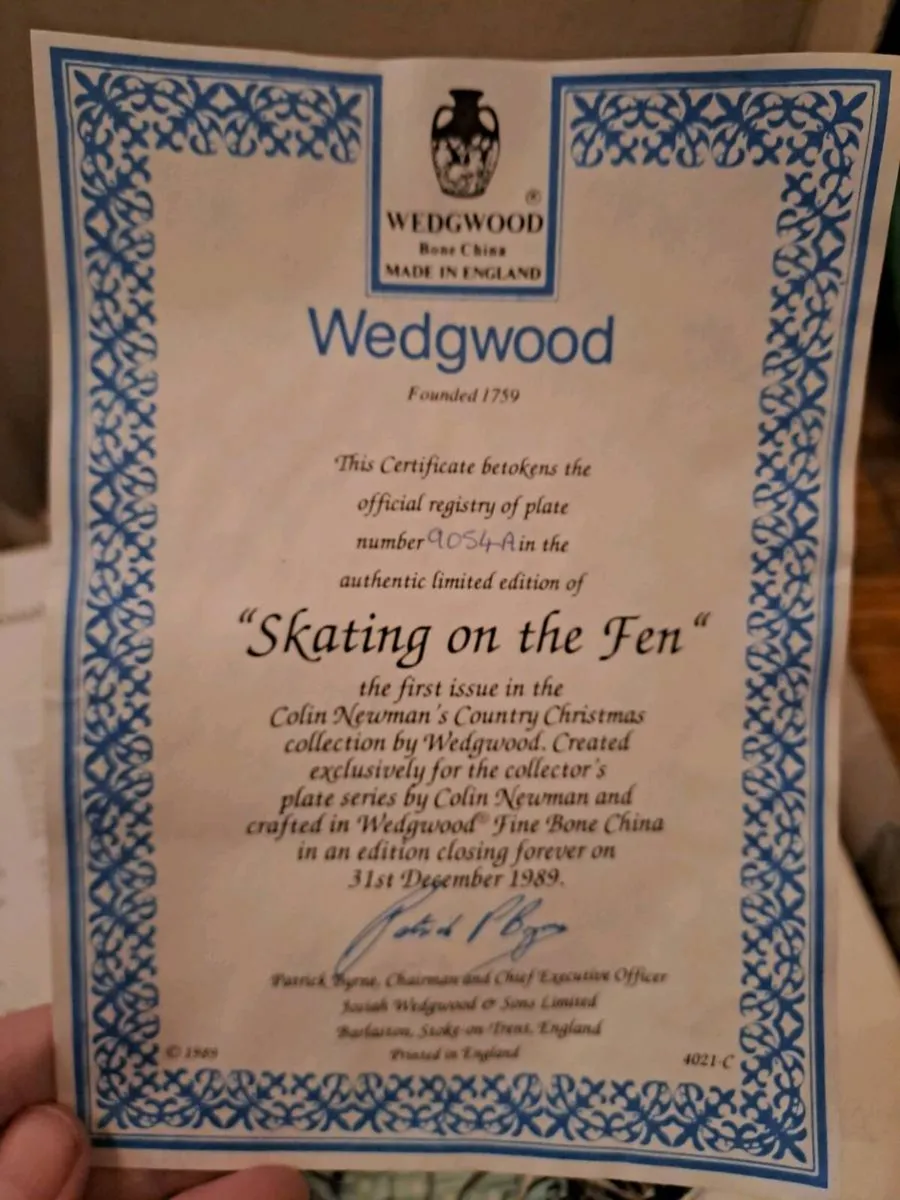 ®
WEDGWOOD
Bone China
MADE IN ENGLAND
Wedgwood
Founded 1759
This Certificate betokens the
official registry of plate
number 9054-A in the
authentic limited edition of
“Skating on the Fen“
the first issue in the
Colin Newman's Country Christmas
collection by Wedgwood. Created
exclusively for the collector's
plate series by Colin Newman and
crafted in Wedgwood® Fine Bone China
in an edition closing forever on
31st December 1989.
Patrick P Byrne
Patrick Byrne, Chairman and Chief Executive Officer
Josiah Wedgwood & Sons Limited
Barlaston, Stoke-on-Trent, England
© 1989
Printed in England
4021-C